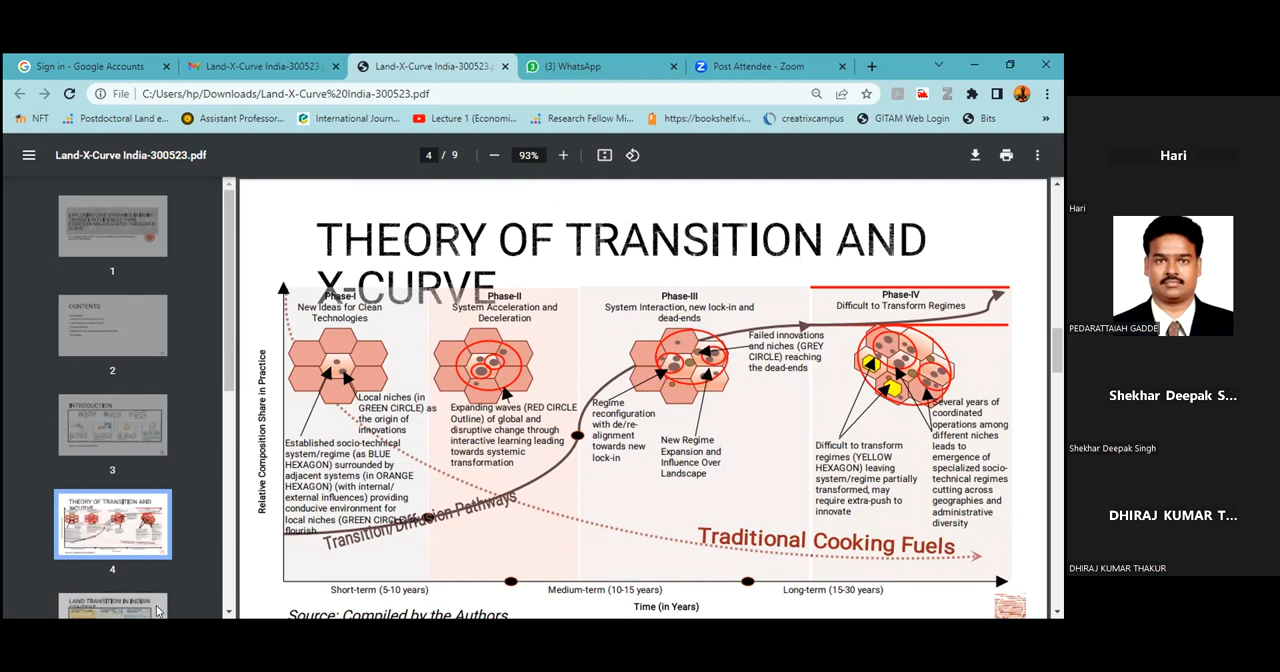 Sign in - Google Accounts
Land-X-Curve India-300523
Land-X-Curve India-300523
(3) WhatsApp
Post Attendee - Zoom
File C:/Users/hp/Downloads/Land-X-Curve%20India-300523.pdf
NFT Postdoctoral Land e... Assistant Professor... International Journ... Lecture 1 (Economi... Research Fellow Mi... https://bookshelf.vi... creatrixcampus GITAM Web Login Bits »
Land-X-Curve India-300523.pdf
4 / 9 93%
1
CONTENTS
2
INTRODUCTION
3
THEORY OF TRANSITION AND
X-CURVE
4
LAND TRANSITION IN INDIAN
THEORY OF TRANSITION AND
X-CURVE
Phase-I
New Ideas for Clean
Technologies
Phase-II
System Acceleration and
Deceleration
Phase-III
System Interaction, new lock-in and
dead-ends
Phase-IV
Difficult to Transform Regimes
Relative Composition Share in Practice
Local niches (in
GREEN CIRCLE) as
the origin of
innovations
Established socio-technical
system/regime (as BLUE
HEXAGON) surrounded by
adjacent systems (in ORANGE
HEXAGON) (with internal/
external influences) providing
conducive environment for
local niches (GREEN CIRCLE)
flourish
Expanding waves (RED CIRCLE
Outline) of global and
disruptive change through
interactive learning leading
towards systemic
transformation
Regime
reconfiguration
with de/re-
alignment
towards new
lock-in
New Regime
Expansion and
Influence Over
Landscape
Failed innovations
and niches (GREY
CIRCLE) reaching
the dead-ends
Difficult to transform
regimes (YELLOW
HEXAGON) leaving
system/regime partially
transformed, may
require extra-push to
innovate
Several years of
coordinated
operations among
different niches
leads to
emergence of
specialized socio-
technical regimes
cutting across
geographies and
administrative
diversity
Transition/Diffusion Pathways
Traditional Cooking Fuels
Short-term (5-10 years)
Medium-term (10-15 years)
Long-term (15-30 years)
Time (in Years)
Source: Compiled by the Authors
Hari
Hari
PEDARATTAIAH GADDE
Shekhar Deepak S...
Shekhar Deepak Singh
DHIRAJ KUMAR T...
DHIRAJ KUMAR THAKUR